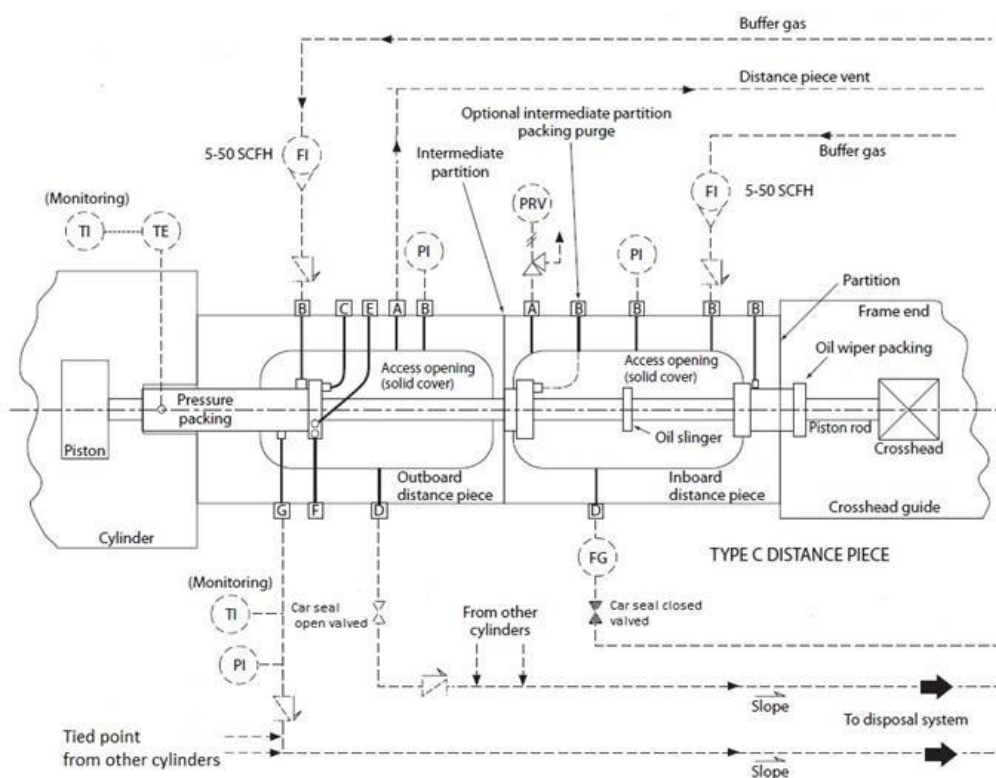 Buffer gas
Distance piece vent
Optional intermediate partition
packing purge
Buffer gas
5-50 SCFH
FI
Intermediate
partition
FI
5-50 SCFH
(Monitoring)
TI
TE
PRV
PI
PI
Partition
B
C
E
A
B
A
B
B
B
B
Frame end
Oil wiper packing
Access opening
(solid cover)
Access opening
(solid cover)
Pressure
packing
Piston
Oil slinger
Piston rod
Crosshead
Outboard
distance piece
Inboard
distance piece
G
F
D
D
Cylinder
Crosshead guide
FG
TYPE C DISTANCE PIECE
(Monitoring)
TI
Car seal
open valved
From other
cylinders
Car seal closed
valved
PI
Slope
To disposal system
Tied point
from other cylinders
Slope